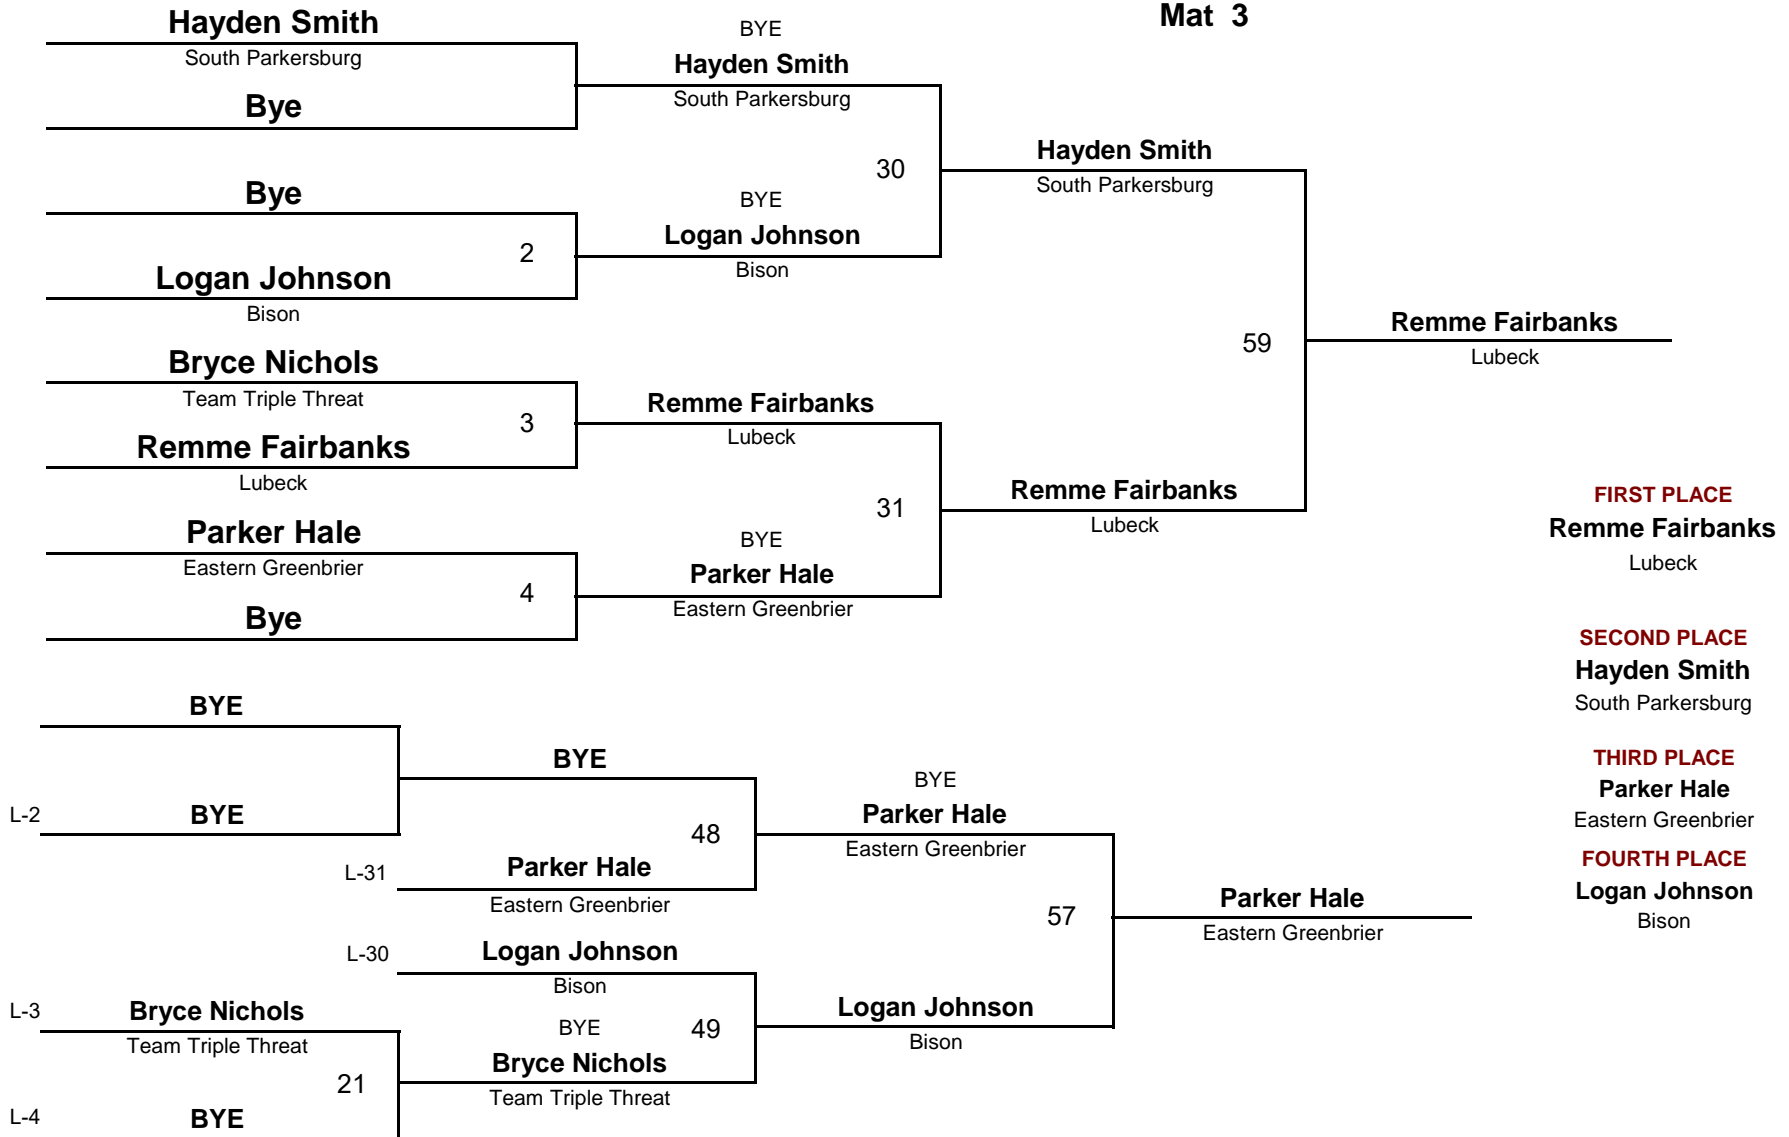 Mat 3
Hayden Smith
South Parkersburg
Bye
Bye
2
Logan Johnson
Bison
Bryce Nichols
Team Triple Threat
3
Remme Fairbanks
Lubeck
Parker Hale
Eastern Greenbrier
4
Bye
BYE
Hayden Smith
South Parkersburg
30
BYE
Logan Johnson
Bison
Remme Fairbanks
Lubeck
31
BYE
Parker Hale
Eastern Greenbrier
Hayden Smith
South Parkersburg
59
Remme Fairbanks
Lubeck
Remme Fairbanks
Lubeck
FIRST PLACE
Remme Fairbanks
Lubeck
SECOND PLACE
Hayden Smith
South Parkersburg
THIRD PLACE
Parker Hale
Eastern Greenbrier
FOURTH PLACE
Logan Johnson
Bison
BYE
L-2 BYE
BYE
48
L-31 Parker Hale
Eastern Greenbrier
L-30 Logan Johnson
Bison
L-3 Bryce Nichols
Team Triple Threat
21
L-4 BYE
BYE
49
Bryce Nichols
Team Triple Threat
BYE
Parker Hale
Eastern Greenbrier
57
Logan Johnson
Bison
Parker Hale
Eastern Greenbrier